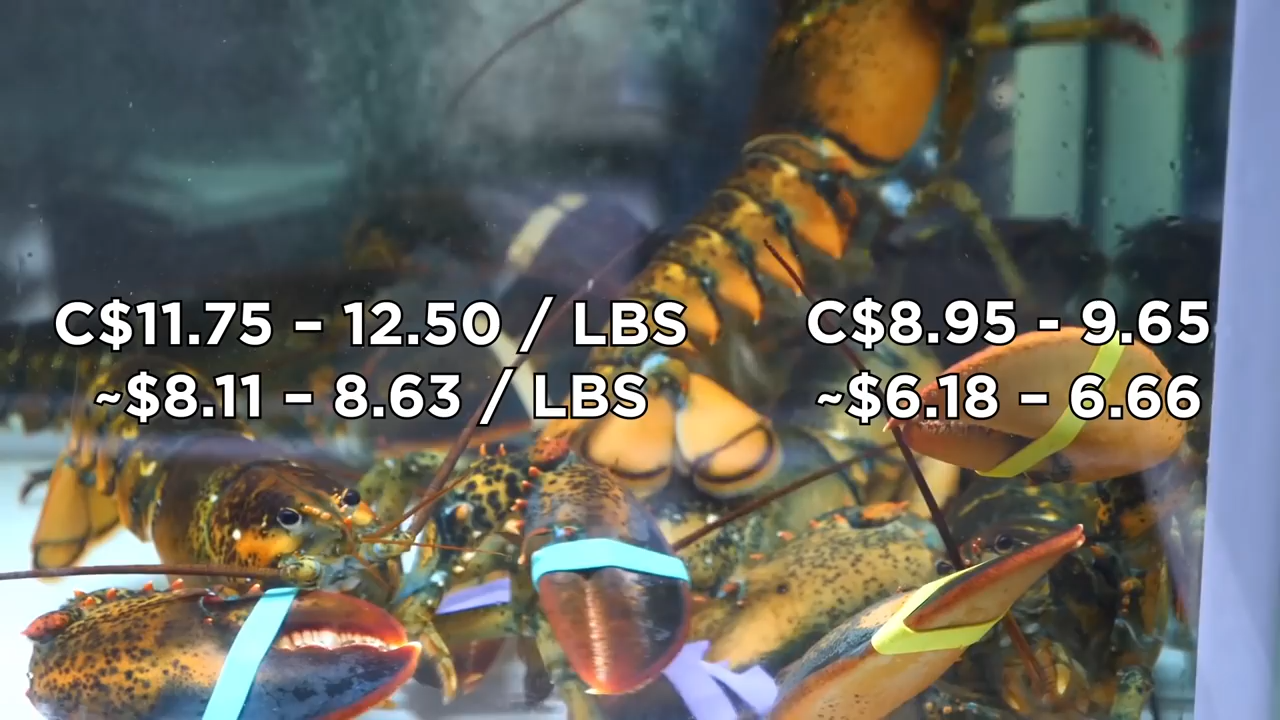 C$11.75 – 12.50 / LBS
~$8.11 – 8.63 / LBS
C$8.95 - 9.65
~$6.18 – 6.66